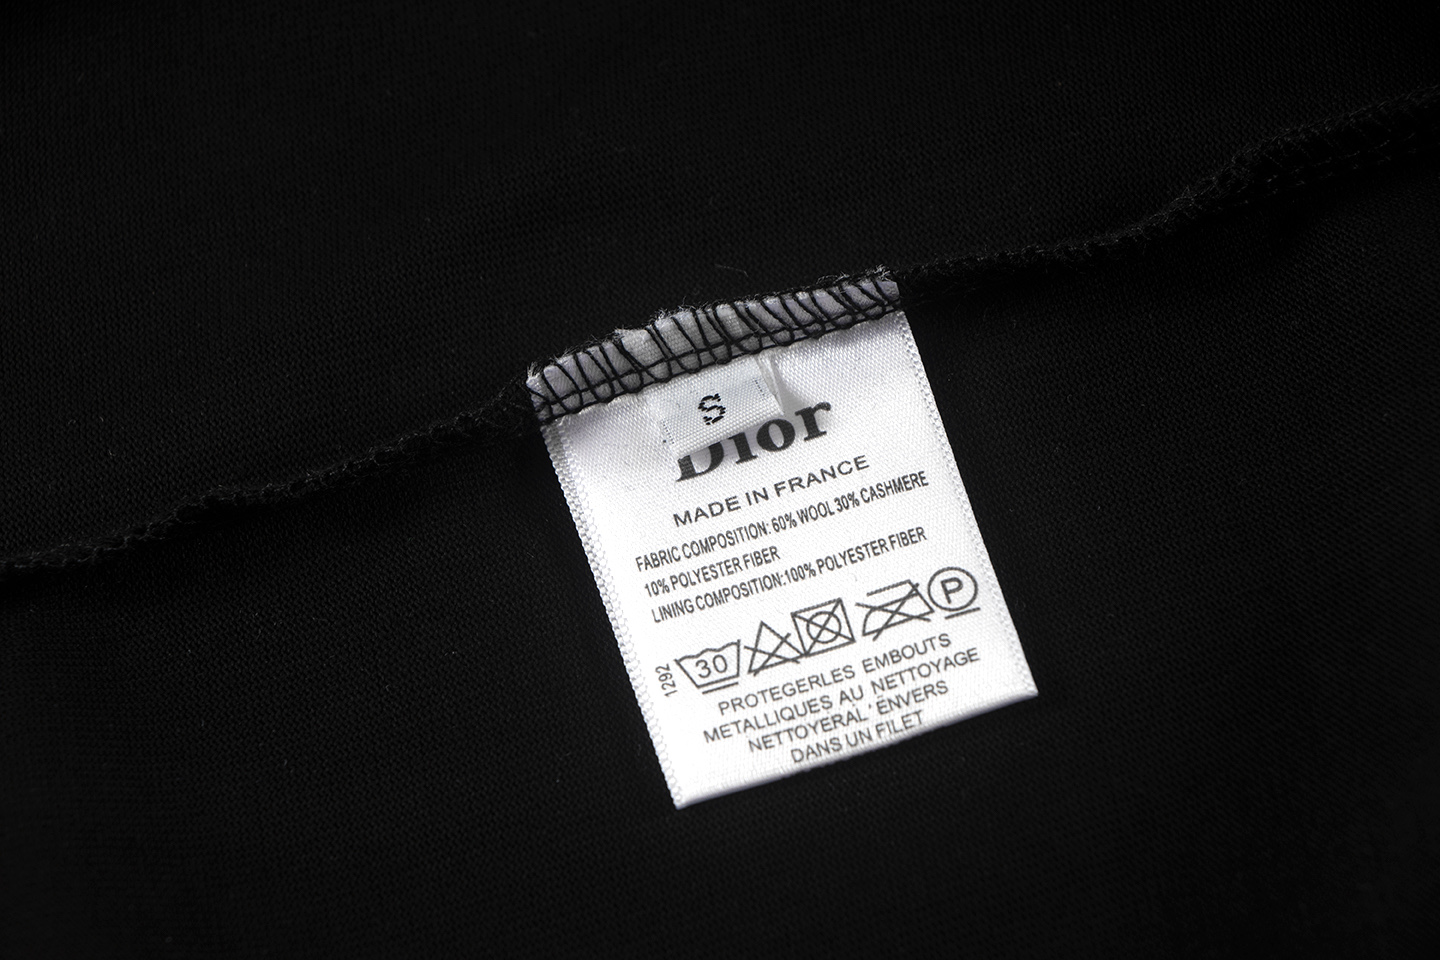 S
Dior
MADE IN FRANCE
FABRIC COMPOSITION: 60% WOOL 30% CASHMERE
10% POLYESTER FIBER
LINING COMPOSITION:100% POLYESTER FIBER
30 P
1292
PROTEGERLES EMBOUTS
METALLIQUES AU NETTOYAGE
NETTOYERAL' ENVERS
DANS UN FILET